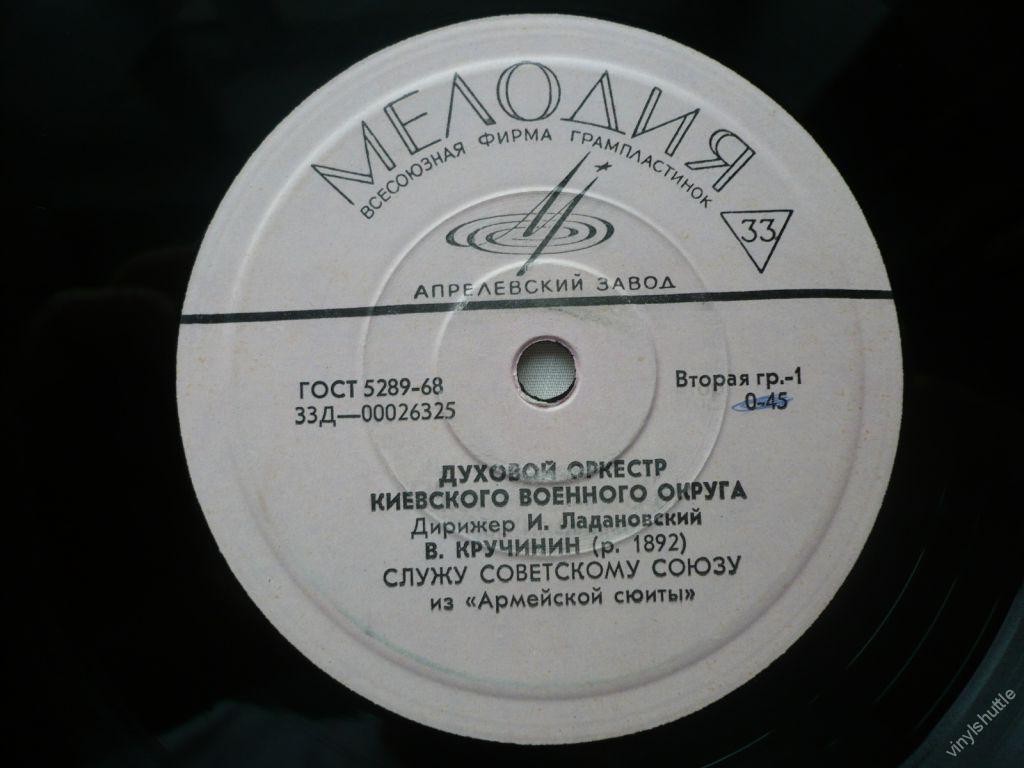 МЕЛОДИЯ
ВСЕСОЮЗНАЯ ФИРМА ГРАМПЛАСТИНОК
33
АПРЕЛЕВСКИЙ ЗАВОД
ГОСТ 5289-68
33Д—00026325
Вторая гр.-1
0-45
ДУХОВОЙ ОРКЕСТР
КИЕВСКОГО ВОЕННОГО ОКРУГА
Дирижер И. Ладановский
В. КРУЧИНИН (р. 1892)
СЛУЖУ СОВЕТСКОМУ СОЮЗУ
из «Армейской сюиты»
vinylshuttle